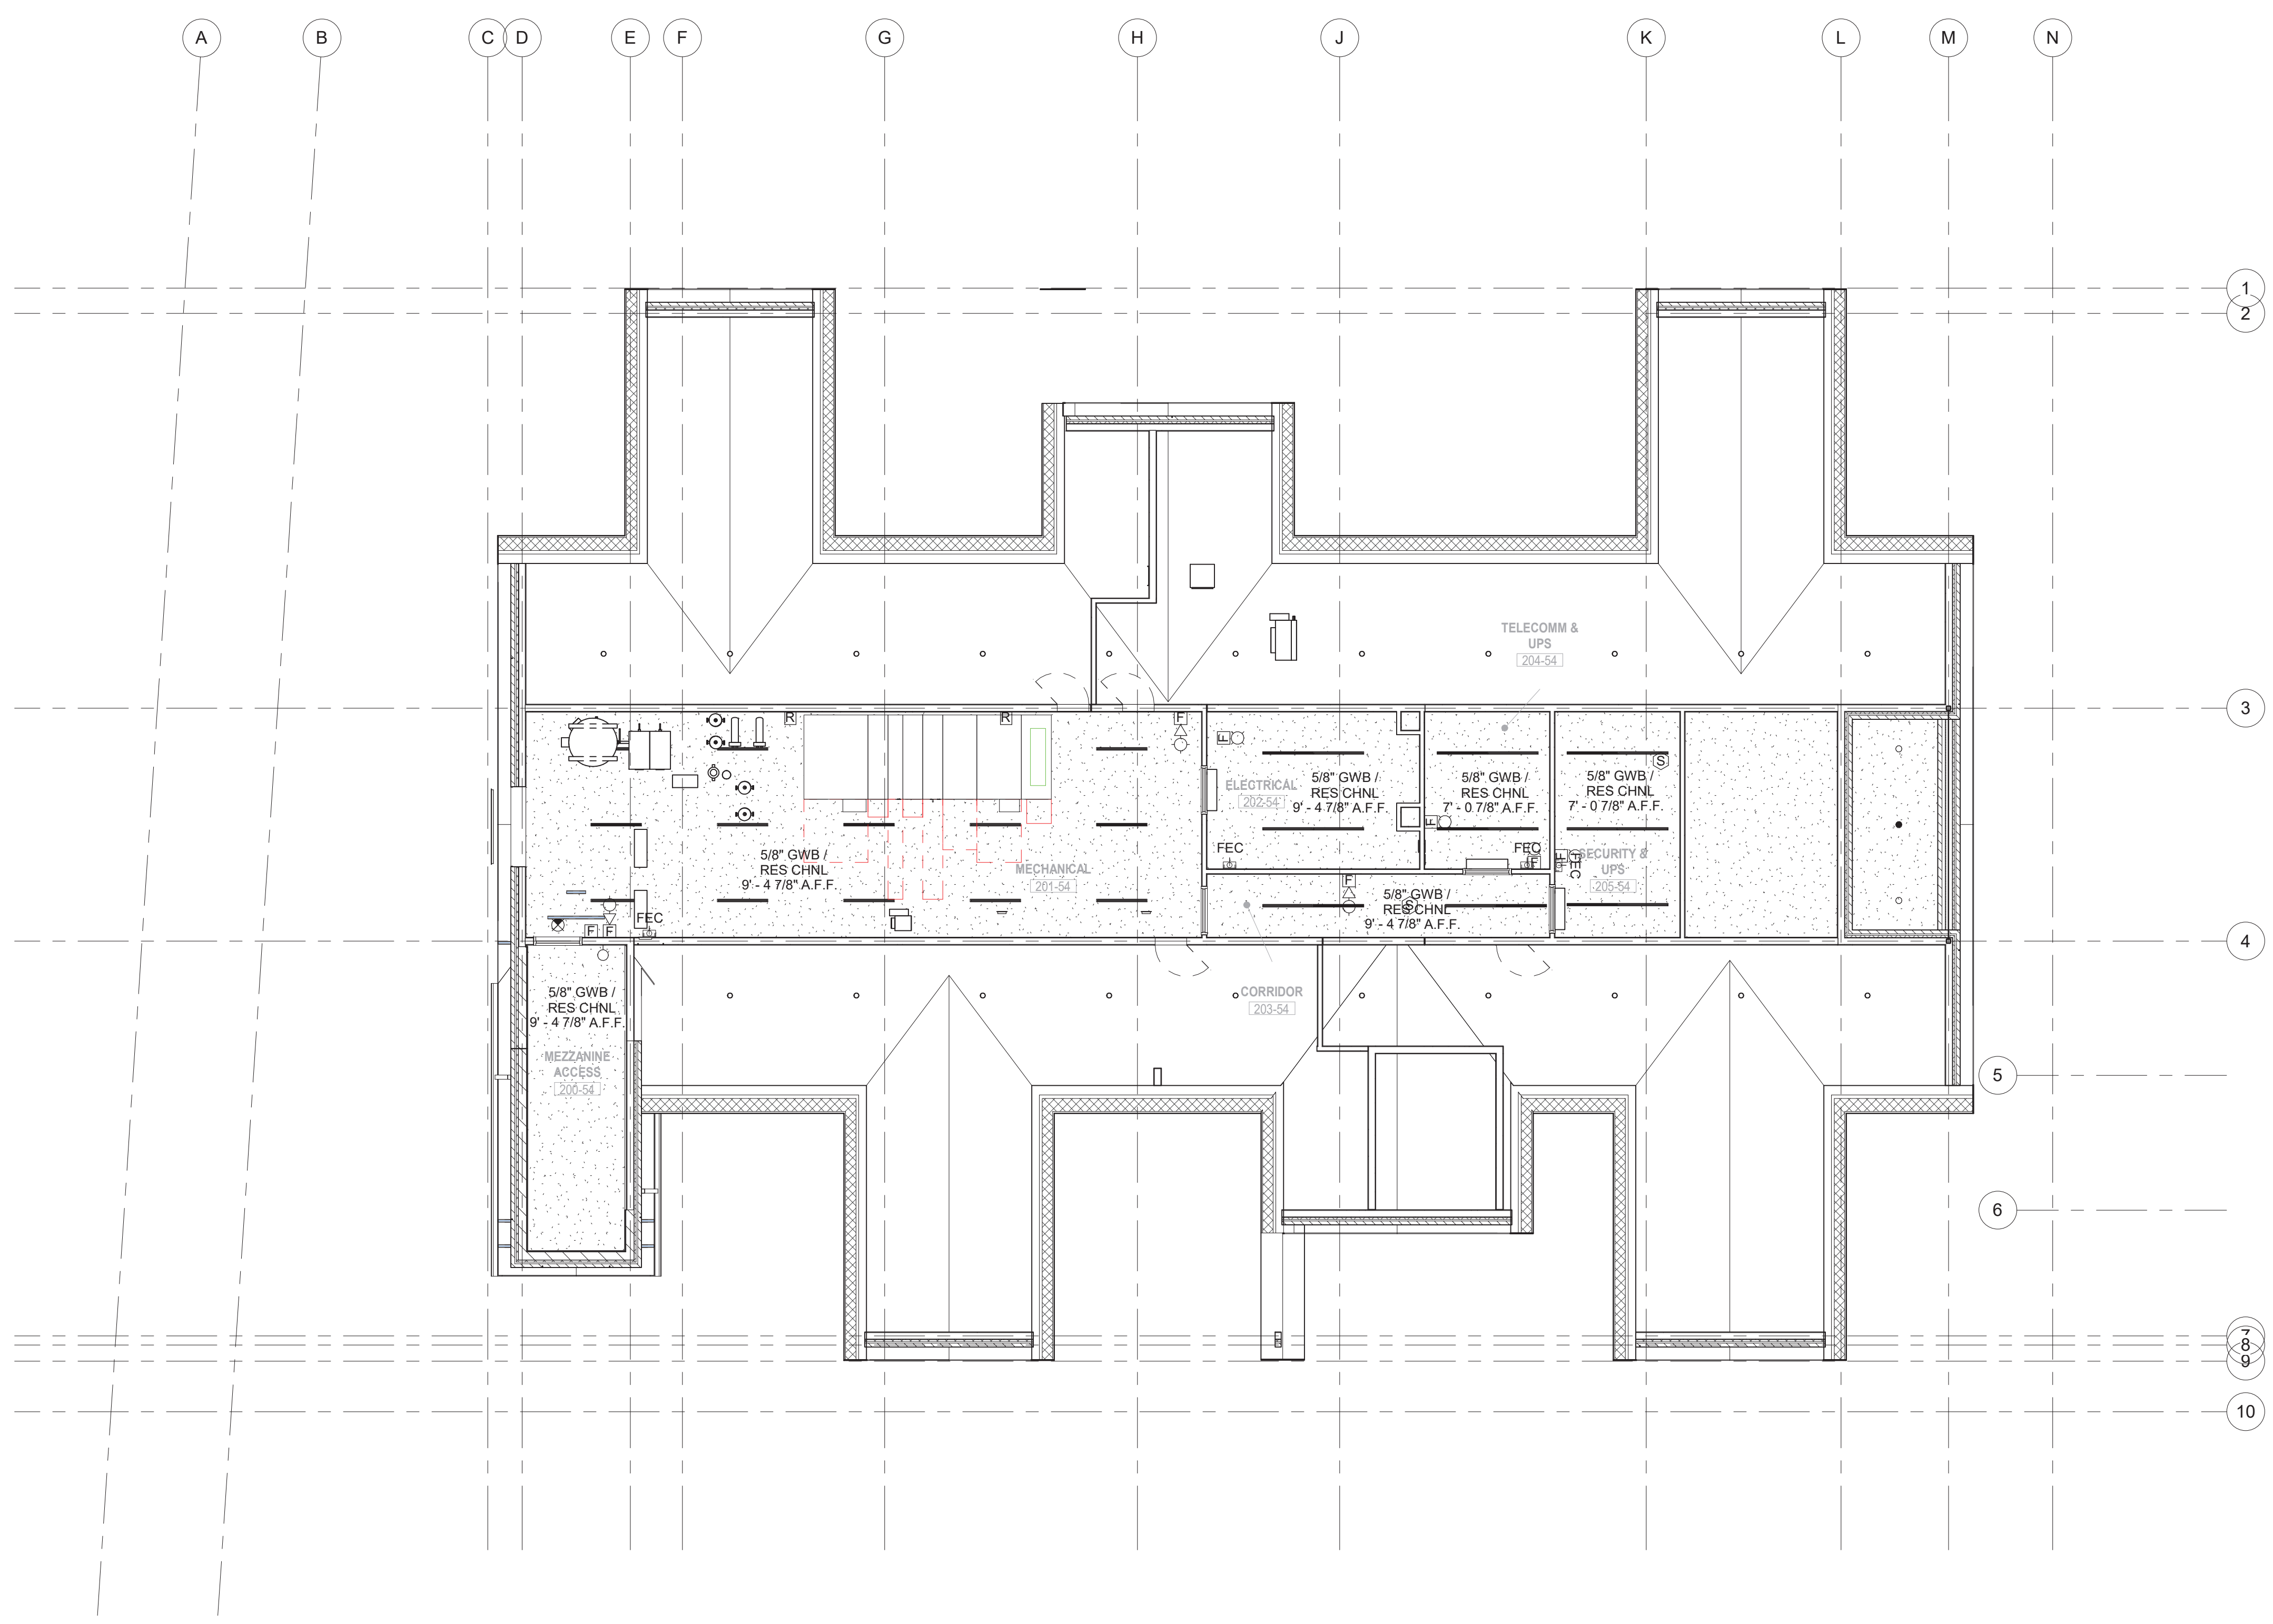 A
B
C
D
E
F
G
H
J
K
L
M
N
1
2
TELECOMM &
UPS
204-54
3
R
R
F
F
S
ELECTRICAL
202-54
5/8" GWB /
RES CHNL
9' - 4 7/8" A.F.F.
5/8" GWB /
RES CHNL
7' - 0 7/8" A.F.F.
5/8" GWB /
RES CHNL
7' - 0 7/8" A.F.F.
F
FEC
FEC
F
F
FEC
SECURITY &
UPS
205-54
5/8" GWB /
RES CHNL
9' - 4 7/8" A.F.F.
MECHANICAL
201-54
F
S
5/8" GWB /
RES CHNL
9' - 4 7/8" A.F.F.
FEC
F
F
4
5/8" GWB /
RES CHNL
9' - 4 7/8" A.F.F.
CORRIDOR
203-54
MEZZANINE
ACCESS
200-54
5
6
7
8
9
10